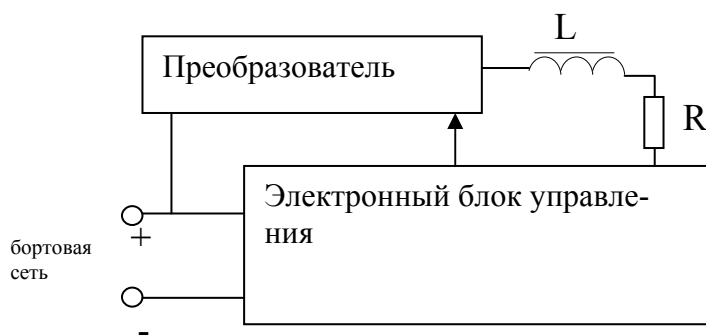 L
Преобразователь
R
Электронный блок управле-
ния
+
бортовая
сеть
-